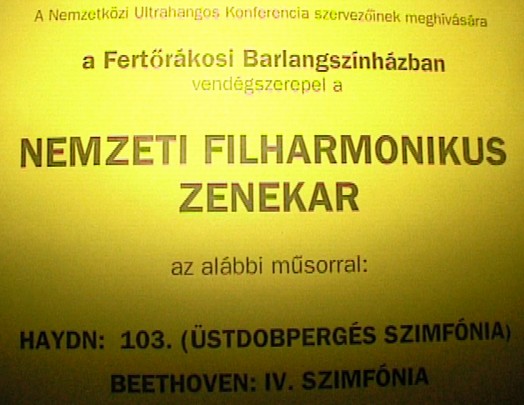 A Nemzetközi Ultrahangos Konferencia szervezőinek meghívására
a Fertőrákosi Barlangszínházban
vendégszerepel a
NEMZETI FILHARMONIKUS
ZENEKAR
az alábbi műsorral:
HAYDN: 103. (ÜSTDOBPERGÉS SZIMFÓNIA)
BEETHOVEN: IV. SZIMFÓNIA